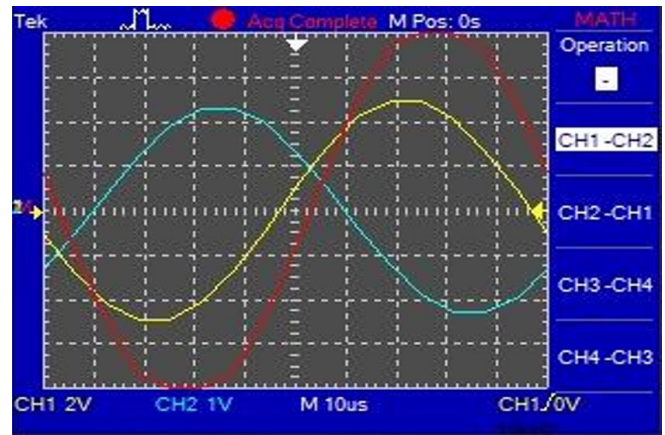 Tek Acq Complete M Pos: 0s MATH
Operation
-
CH1 -CH2
CH2 -CH1
CH3 -CH4
CH4 -CH3
CH1 2V CH2 1V M 10us CH1/0V